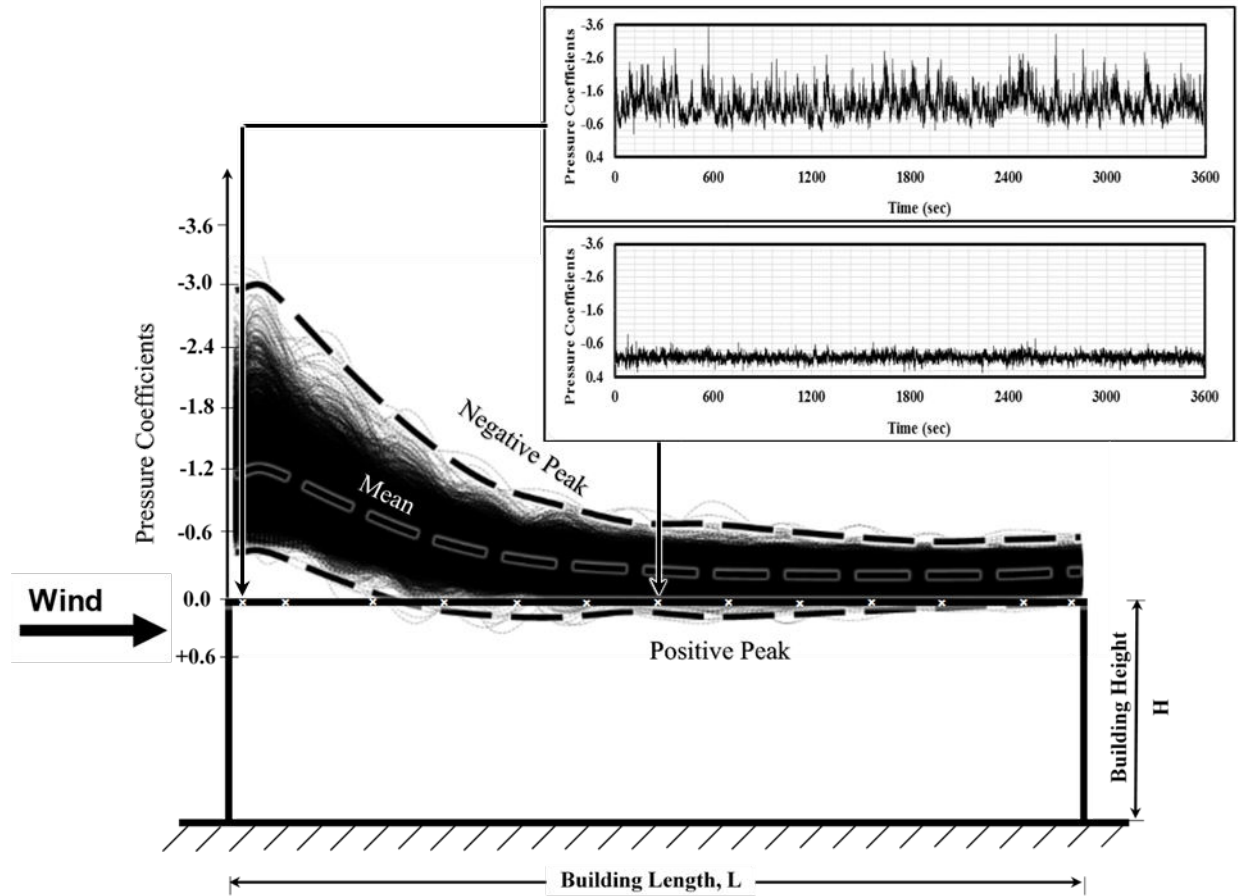 Pressure Coefficients
-3.6
-2.6
-1.6
-0.6
0.4
0 600 1200 1800 2400 3000 3600
Time (sec)
Pressure Coefficients
-3.6
-2.6
-1.6
-0.6
0.4
0 600 1200 1800 2400 3000 3600
Time (sec)
Pressure Coefficients
-3.6
-3.0
-2.4
-1.8
-1.2
-0.6
0.0
+0.6
Negative Peak
Mean
Positive Peak
Wind
Building Height
H
Building Length, L